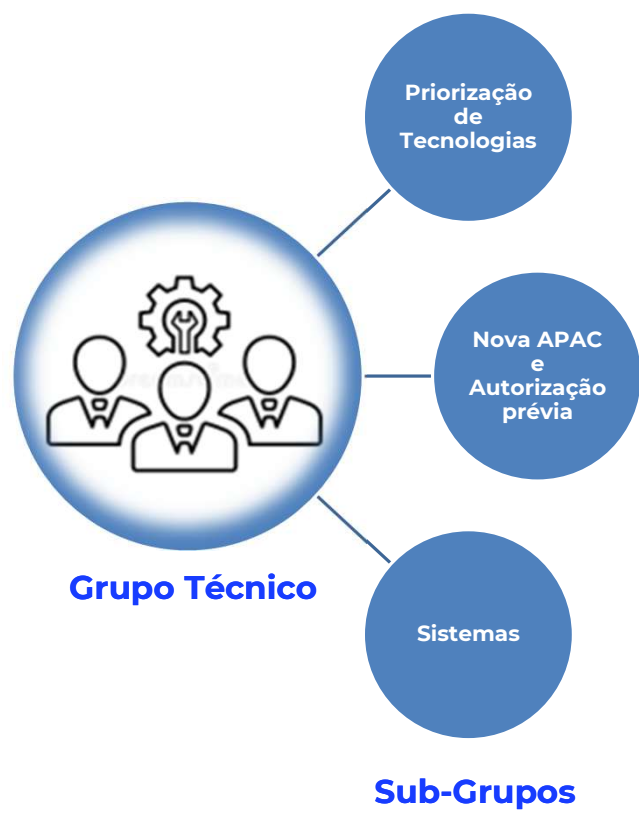 Priorização
de
Tecnologias
Nova APAC
e
Autorização
prévia
Grupo Técnico
Sistemas
Sub-Grupos